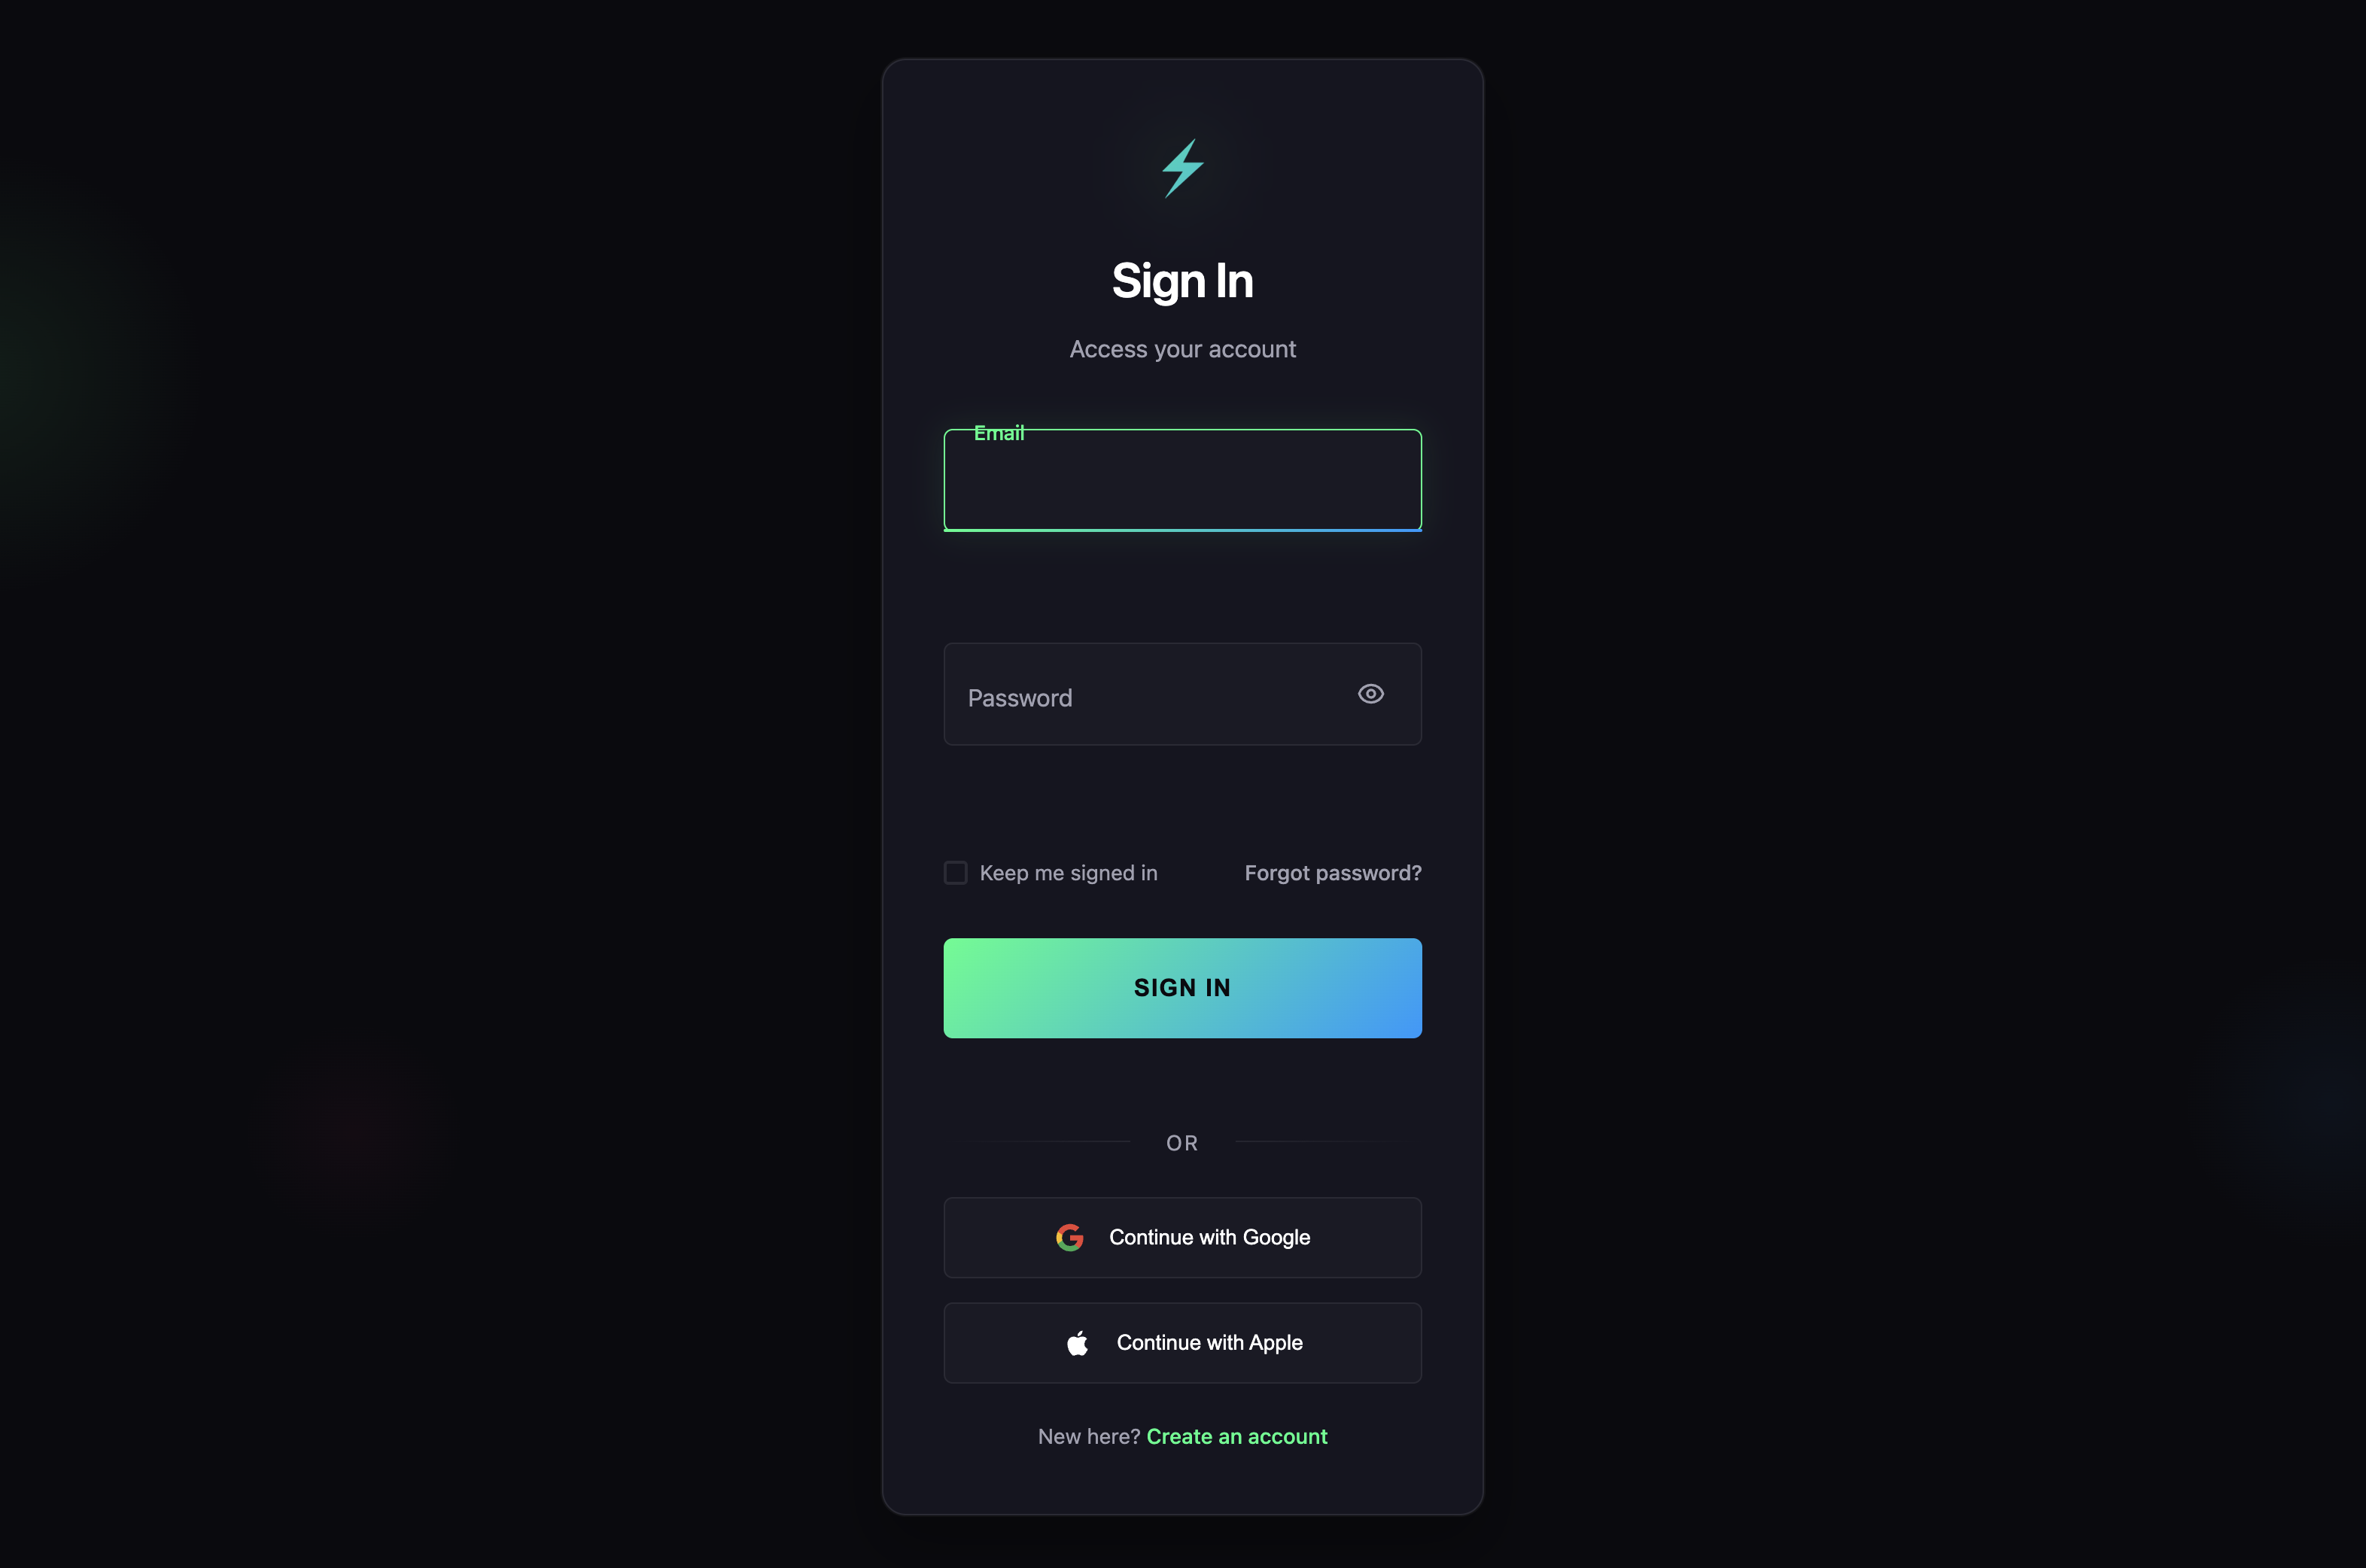 Sign In
Access your account
Email
Password
Keep me signed in
Forgot password?
SIGN IN
OR
Continue with Google
Continue with Apple
New here? Create an account